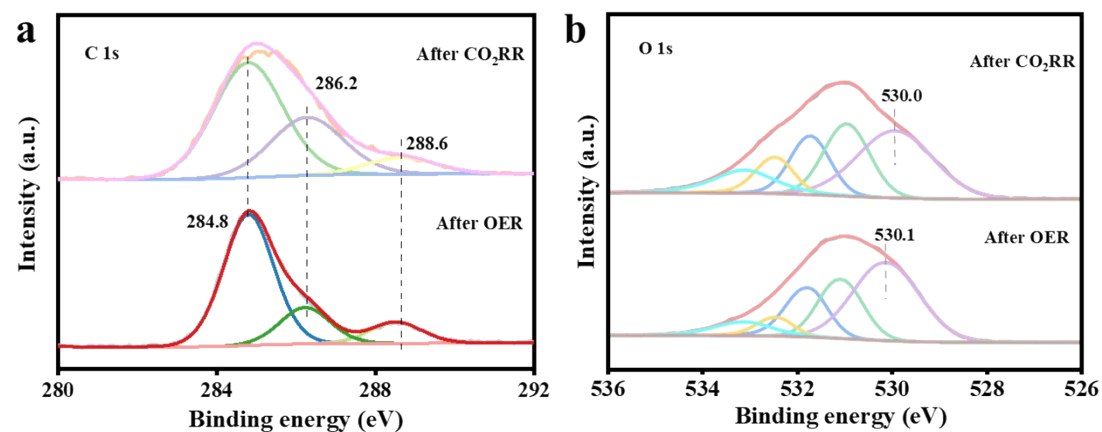 a
C 1s
After CO₂RR
286.2
288.6
284.8
After OER
Intensity (a.u.)
280 284 288 292
Binding energy (eV)
b
O 1s
After CO₂RR
530.0
After OER
530.1
Intensity (a.u.)
536 534 532 530 528 526
Binding energy (eV)